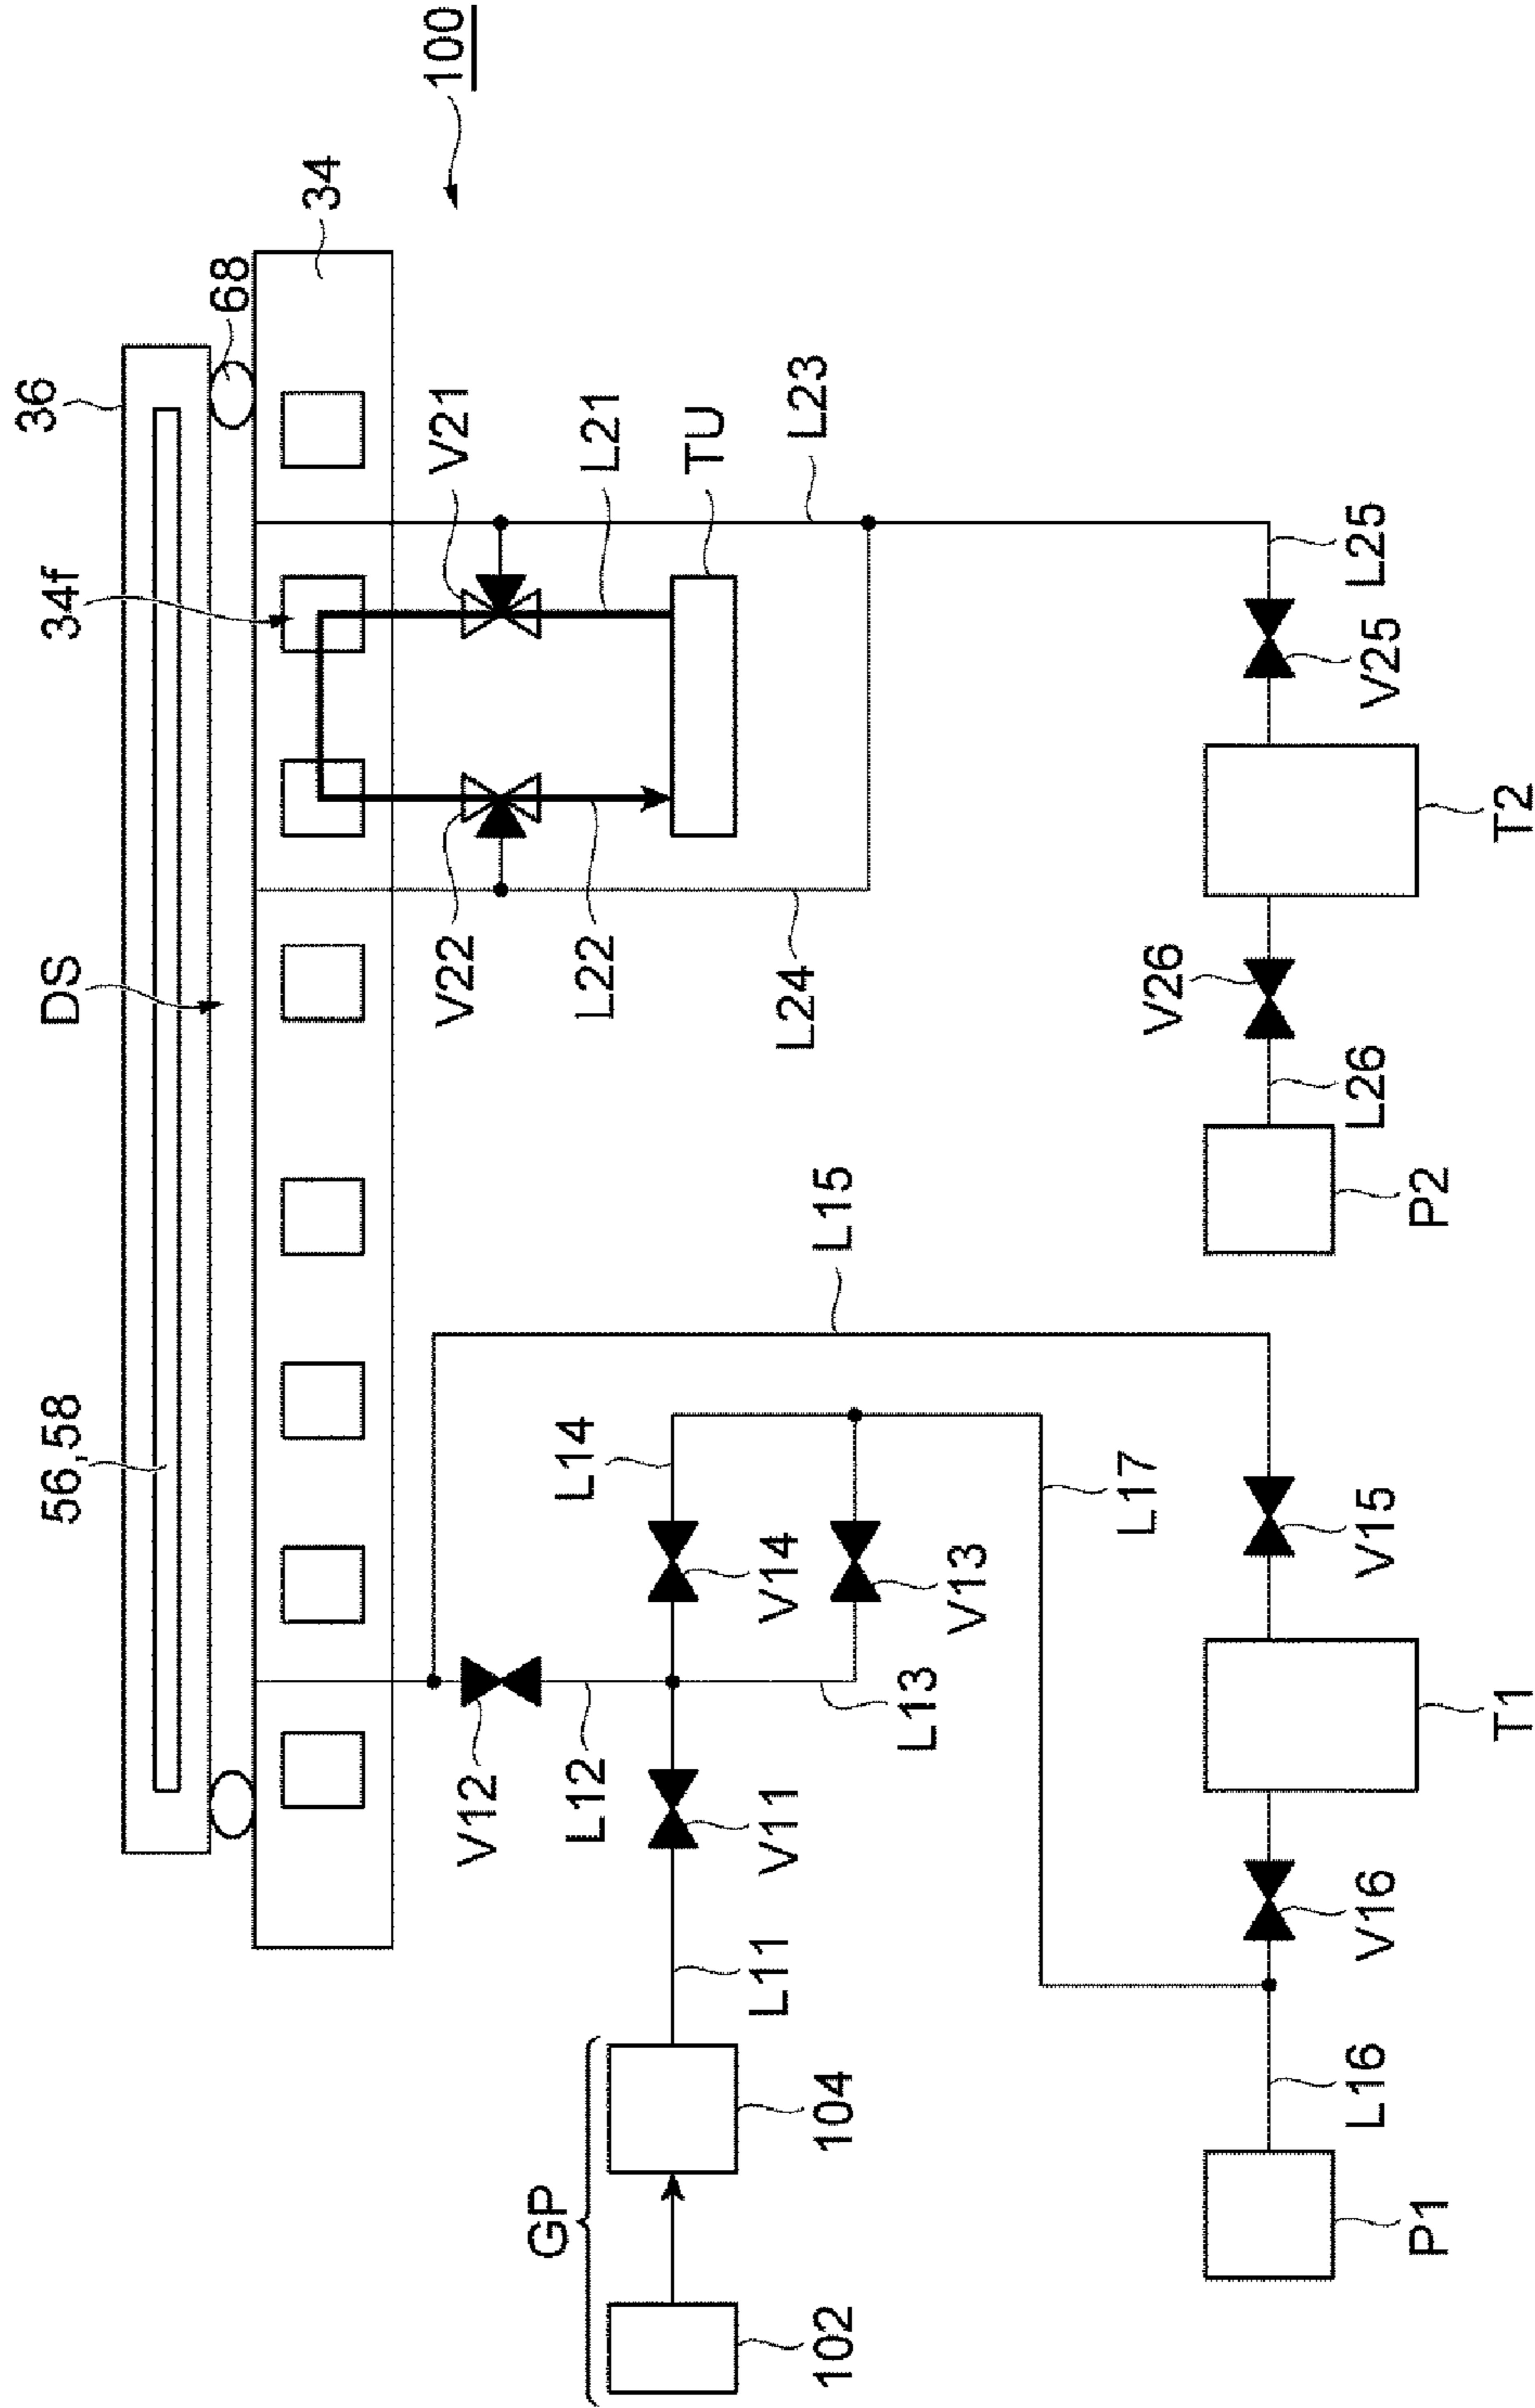 100
36
56,58
DS
34f
68
34
V12
V22
V21
GP
L12
L14
L22
L21
102
104
L11
V11
V14
L24
TU
L13
V13
L15
L23
L17
V26
P1
L16
V16
V15
P2
L26
V25
L25
T1
T2